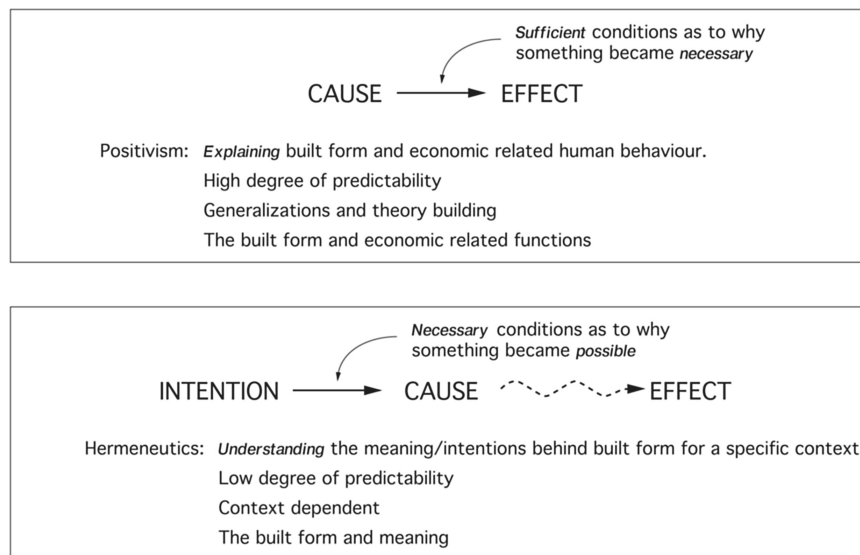 Sufficient conditions as to why
something became necessary
CAUSE EFFECT
Positivism: Explaining built form and economic related human behaviour.
High degree of predictability
Generalizations and theory building
The built form and economic related functions
Necessary conditions as to why
something became possible
INTENTION CAUSE EFFECT
Hermeneutics: Understanding the meaning/intentions behind built form for a specific context
Low degree of predictability
Context dependent
The built form and meaning